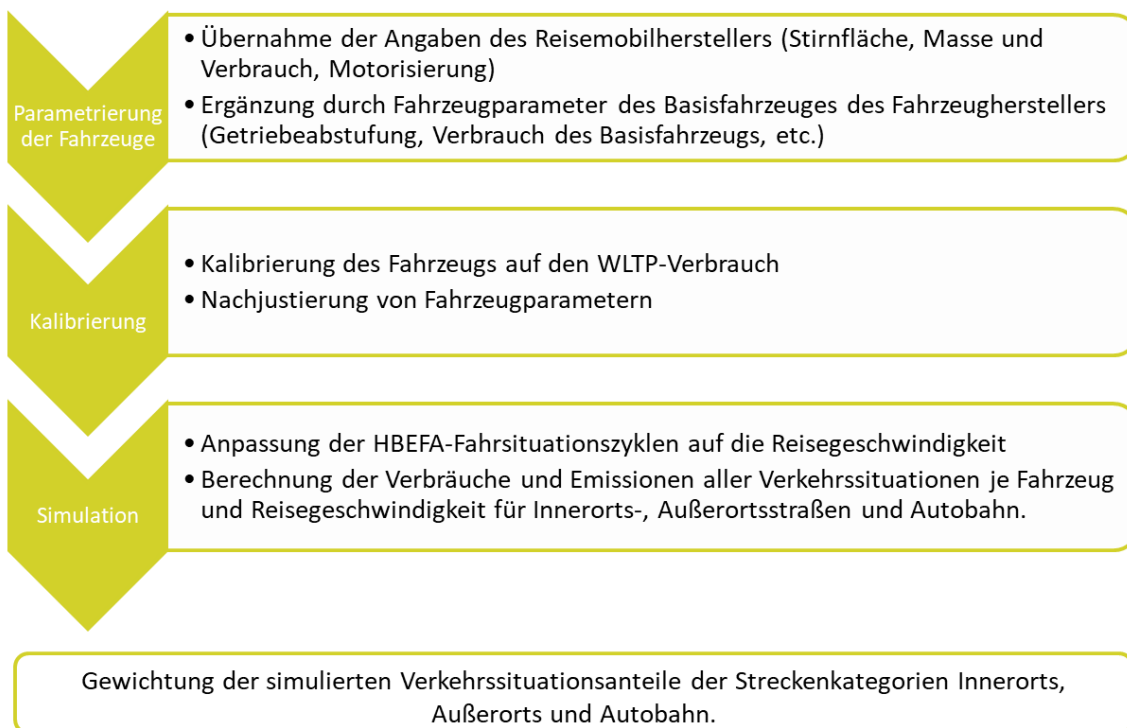 Parametrierung
der Fahrzeuge
• Übernahme der Angaben des Reisemobilherstellers (Stirnfläche, Masse und
Verbrauch, Motorisierung)
• Ergänzung durch Fahrzeugparameter des Basisfahrzeuges des Fahrzeugherstellers
(Getriebeabstufung, Verbrauch des Basisfahrzeugs, etc.)
Kalibrierung
• Kalibrierung des Fahrzeugs auf den WLTP-Verbrauch
• Nachjustierung von Fahrzeugparametern
Simulation
• Anpassung der HBEFA-Fahrsituationszyklen auf die Reisegeschwindigkeit
• Berechnung der Verbräuche und Emissionen aller Verkehrssituationen je Fahrzeug
und Reisegeschwindigkeit für Innerorts-, Außerortsstraßen und Autobahn.
Gewichtung der simulierten Verkehrssituationsanteile der Streckenkategorien Innerorts,
Außerorts und Autobahn.